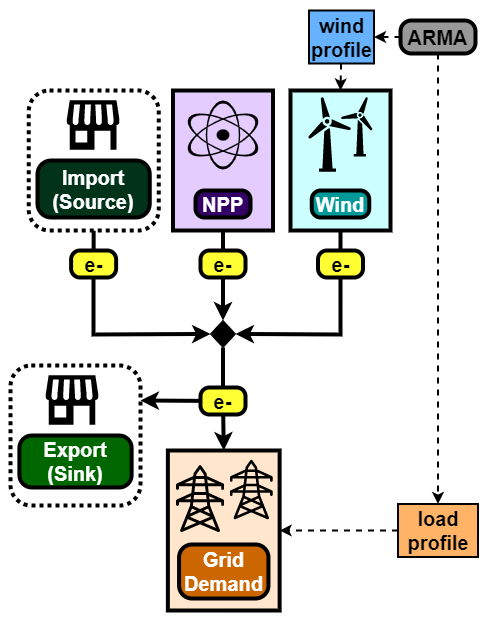 wind
profile
ARMA
Import
(Source)
NPP
Wind
e-
e-
e-
e-
Export
(Sink)
Grid
Demand
load
profile